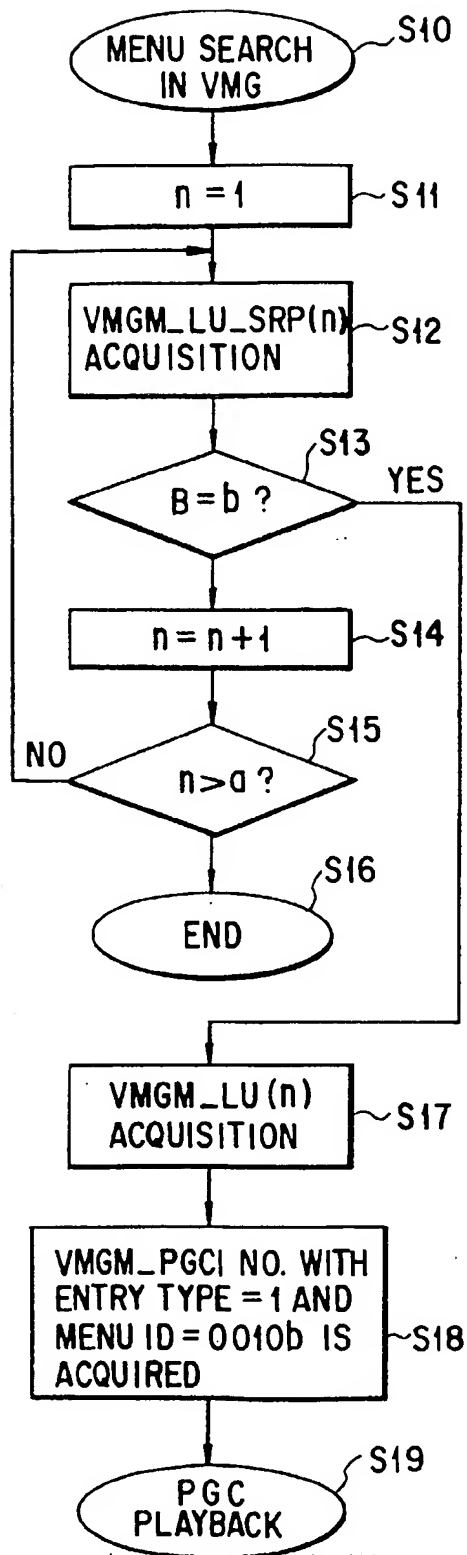 MENU SEARCH
IN VMG
S10
n = 1
S11
VMGM_LU_SRP(n)
ACQUISITION
S12
B = b ?
S13
YES
n = n + 1
S14
n > a ?
S15
NO
END
S16
VMGM_LU (n)
ACQUISITION
S17
VMGM_PGCI NO. WITH
ENTRY TYPE = 1 AND
MENU ID = 0010b IS
ACQUIRED
S18
PGC
PLAYBACK
S19